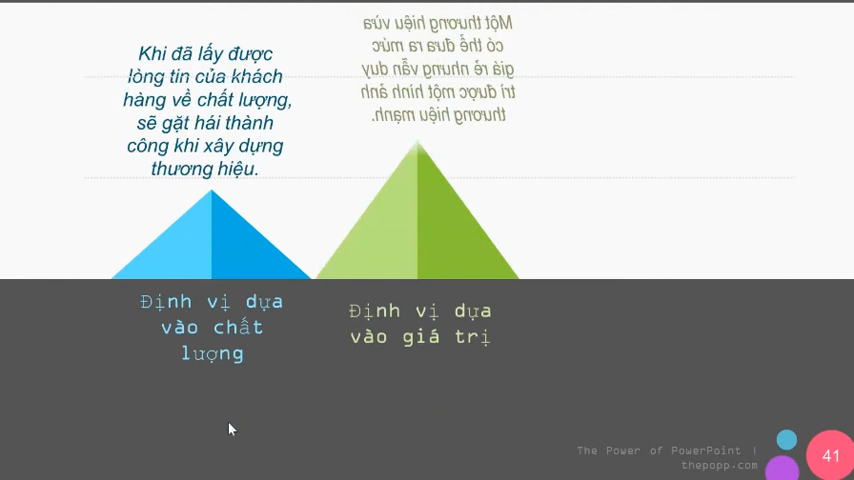 Khi đã lấy được
lòng tin của khách
hàng về chất lượng,
sẽ gặt hái thành
công khi xây dựng
thương hiệu.
Một thương hiệu vừa
có thể đưa ra mức
giá rẻ nhưng vẫn duy
trì được một hình ảnh
thương hiệu mạnh.
Định vị dựa
vào chất
lượng
Định vị dựa
vào giá trị
The Power of PowerPoint |
thepopp.com
41